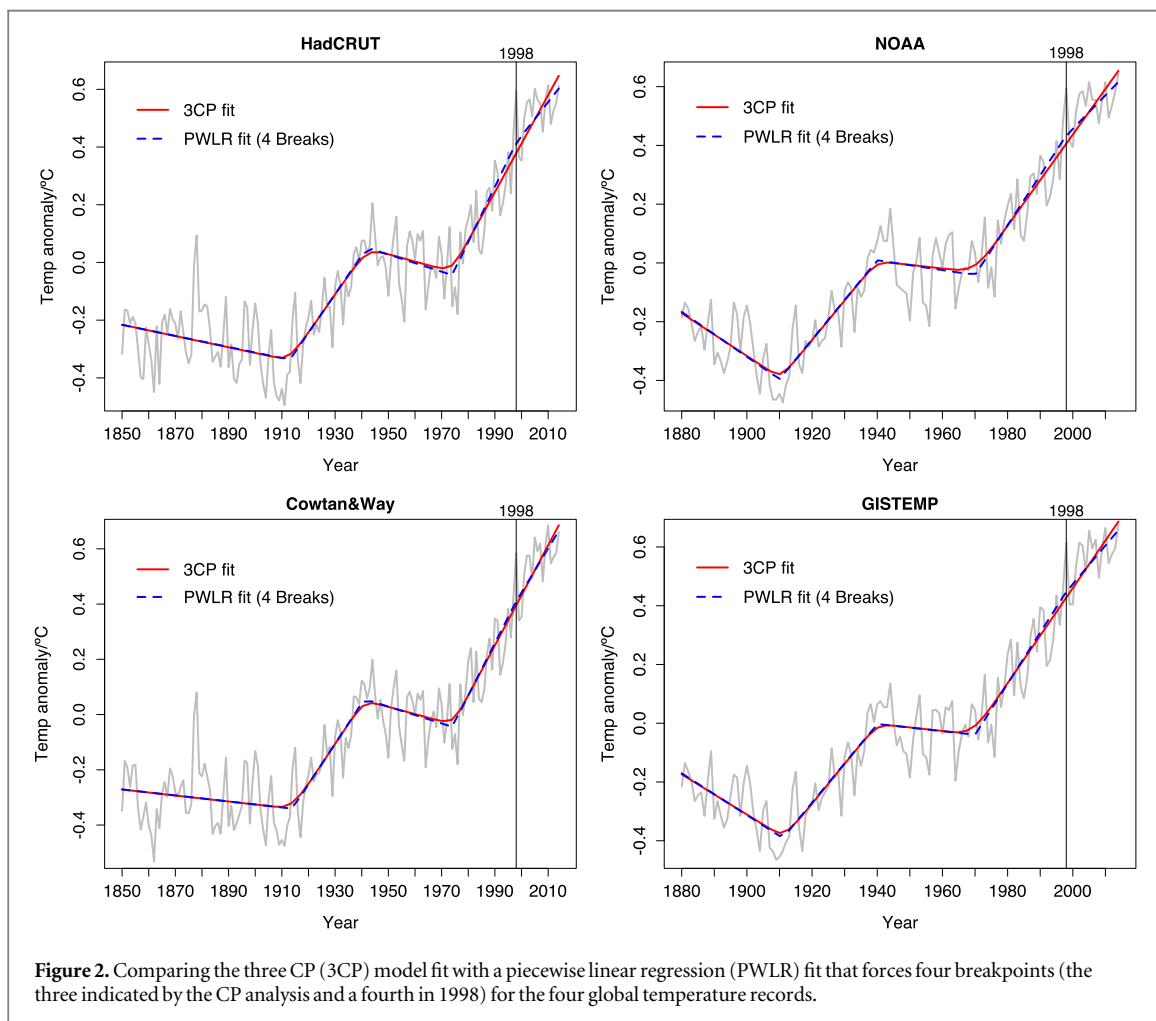 HadCRUT
1998
3CP fit
PWLR fit (4 Breaks)
Temp anomaly/ºC
0.6
0.4
0.2
0.0
-0.2
-0.4
1850 1870 1890 1910 1930 1950 1970 1990 2010
Year
NOAA
1998
3CP fit
PWLR fit (4 Breaks)
Temp anomaly/ºC
0.6
0.4
0.2
0.0
-0.2
-0.4
1880 1900 1920 1940 1960 1980 2000
Year
Cowtan&Way
1998
3CP fit
PWLR fit (4 Breaks)
Temp anomaly/ºC
0.6
0.4
0.2
0.0
-0.2
-0.4
1850 1870 1890 1910 1930 1950 1970 1990 2010
Year
GISTEMP
1998
3CP fit
PWLR fit (4 Breaks)
Temp anomaly/ºC
0.6
0.4
0.2
0.0
-0.2
-0.4
1880 1900 1920 1940 1960 1980 2000
Year
Figure 2. Comparing the three CP (3CP) model fit with a piecewise linear regression (PWLR) fit that forces four breakpoints (the
three indicated by the CP analysis and a fourth in 1998) for the four global temperature records.